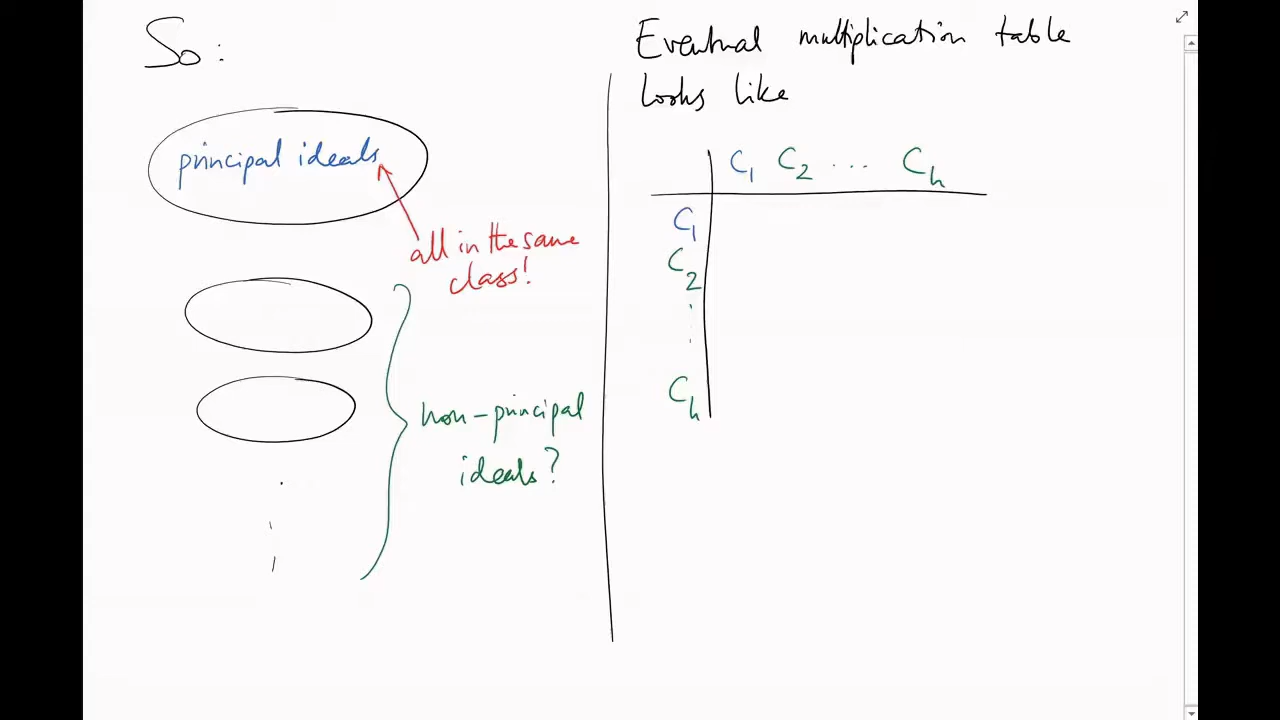 So:
principal ideals
all in the same
class!
non-principal
ideals?
Eventual multiplication table
looks like
C₁ C₂ ... Cₕ
C₁
C₂
⋮
Cₕ